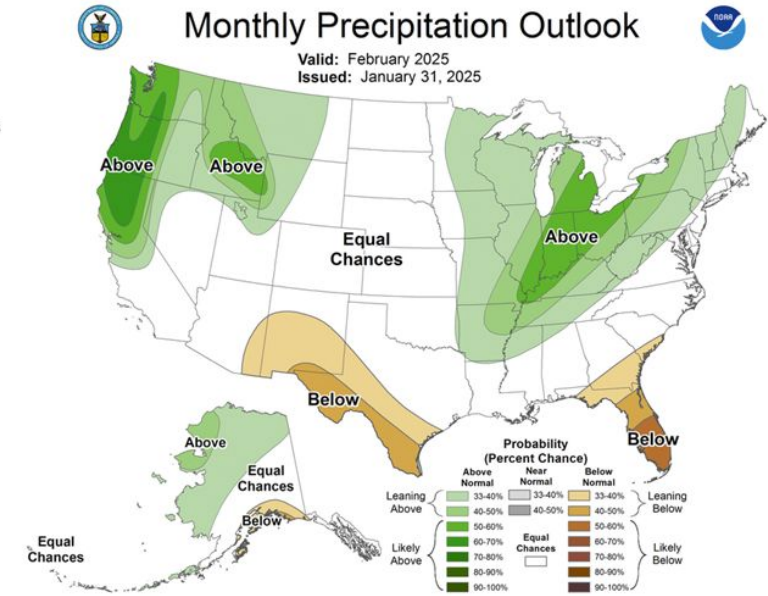 Monthly Precipitation Outlook
NOAA
Valid: February 2025
Issued: January 31, 2025
Above
Above
Equal
Chances
Above
Below
Below
Above
Equal
Chances
Below
Equal
Chances
Probability
(Percent Chance)
Above
Normal
Near
Normal
Below
Normal
Leaning
Above
33-40%
33-40%
33-40%
Leaning
Below
40-50%
40-50%
40-50%
Likely
Above
50-60%
50-60%
Likely
Below
60-70%
60-70%
Equal
Chances
70-80%
70-80%
80-90%
80-90%
90-100%
90-100%